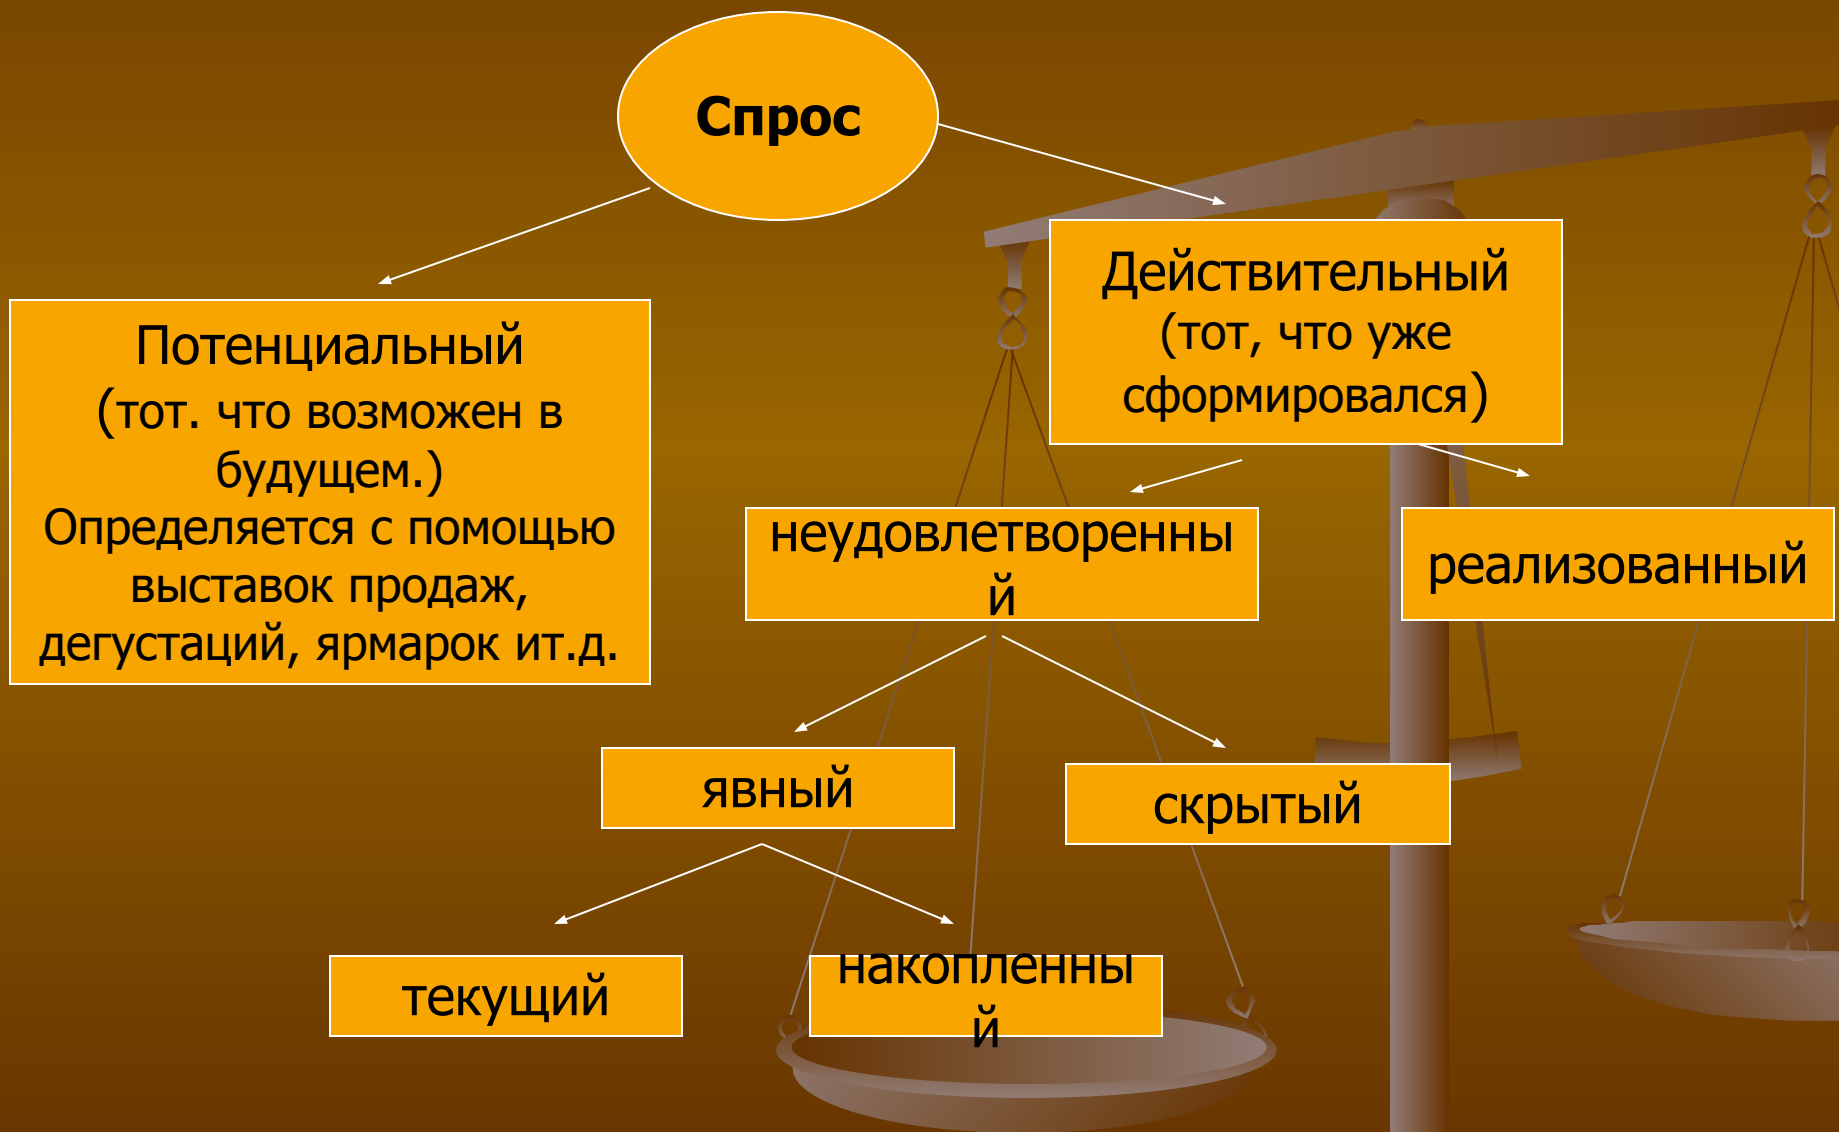 Спрос
Действительный
(тот, что уже
сформировался)
Потенциальный
(тот. что возможен в
будущем.)
Определяется с помощью
выставок продаж,
дегустаций, ярмарок ит.д.
неудовлетворенны
й
реализованный
явный
скрытый
текущий
накопленны
й